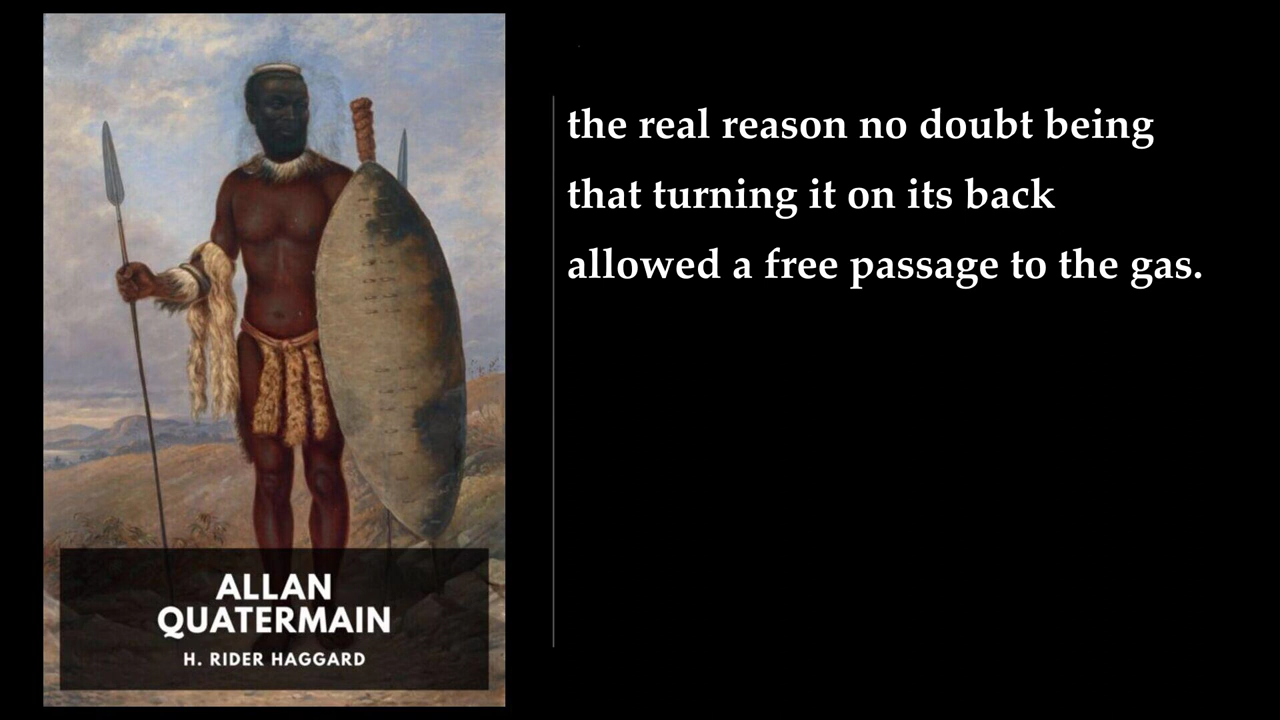 the real reason no doubt being
that turning it on its back
allowed a free passage to the gas.
ALLAN
QUATERMAIN
H. RIDER HAGGARD